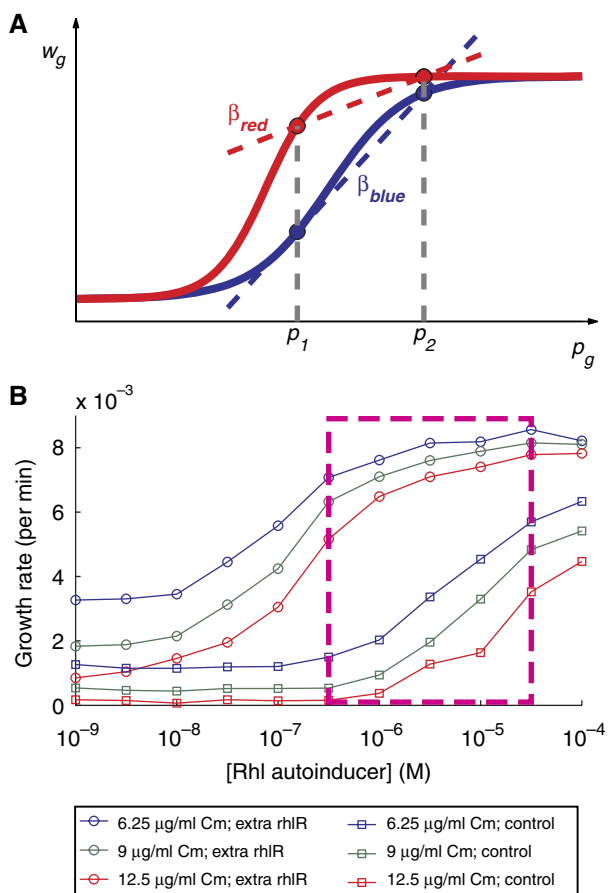 A
w_g
β_red
β_blue
p_1
p_2
p_g
B
x 10^−3
8
6
4
2
0
Growth rate (per min)
10^−9
10^−8
10^−7
10^−6
10^−5
10^−4
[Rhl autoinducer] (M)
6.25 μg/ml Cm; extra rhlR
6.25 μg/ml Cm; control
9 μg/ml Cm; extra rhlR
9 μg/ml Cm; control
12.5 μg/ml Cm; extra rhlR
12.5 μg/ml Cm; control